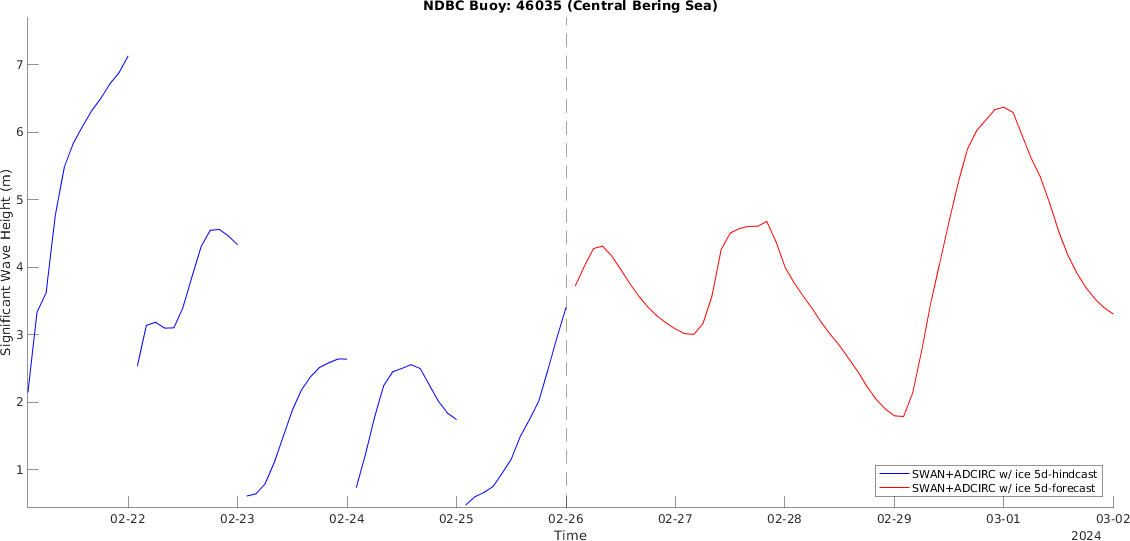 NDBC Buoy: 46035 (Central Bering Sea)
7
6
5
4
3
2
1
Significant Wave Height (m)
SWAN+ADCIRC w/ ice 5d-hindcast
SWAN+ADCIRC w/ ice 5d-forecast
02-22 02-23 02-24 02-25 02-26 02-27 02-28 02-29 03-01 03-02
Time
2024